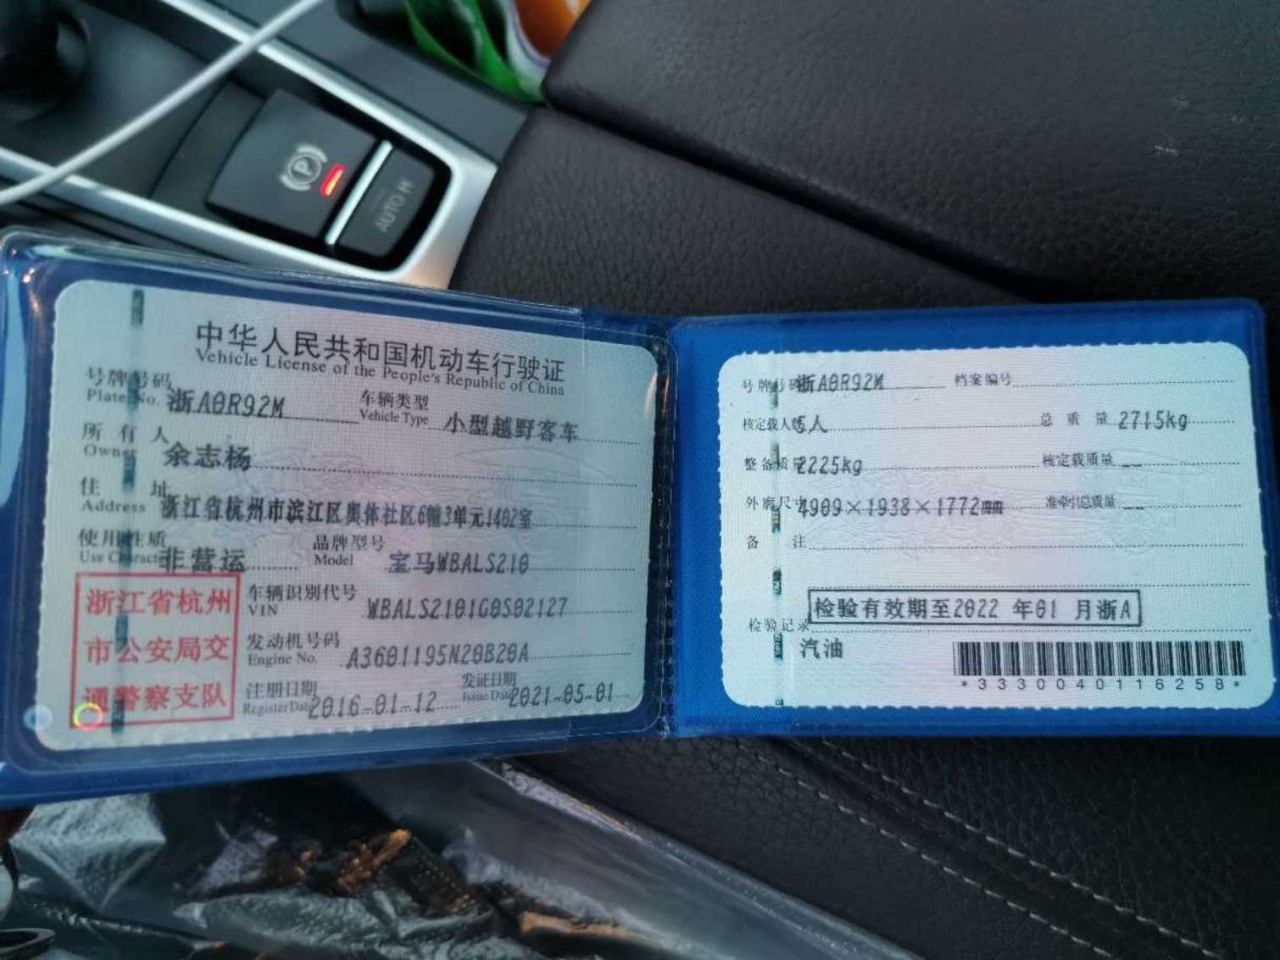 AUTO H
中华人民共和国机动车行驶证
Vehicle License of the People's Republic of China
号牌号码 浙A0R92M 车辆类型 小型越野客车
Plate No. Vehicle Type
所有人 余志杨
Owner
住址 浙江省杭州市滨江区奥体社区6幢3单元1402室
Address
使用性质 非营运 品牌型号 宝马WBALS210
Use Charact Model
车辆识别代号 WBALS2101G0S02127
VIN
发动机号码 A3601195N20B20A
Engine No.
注册日期 2016-01-12 发证日期 2021-05-01
Register Date Issue Date
浙江省杭州
市公安局交
通警察支队
号牌号码 浙A0R92M 档案编号
核定载人数 5人 总质量 2715kg
整备质量 2225kg 核定载质量 --
外廓尺寸 4909×1938×1772mm 准牵引总质量 --
备注
检验有效期至2022年01月浙A
检验记录
汽油
*3330040116258*